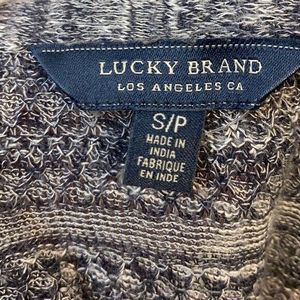 LUCKY BRAND
LOS ANGELES CA
S/P
MADE IN
INDIA
FABRIQUE
EN INDE